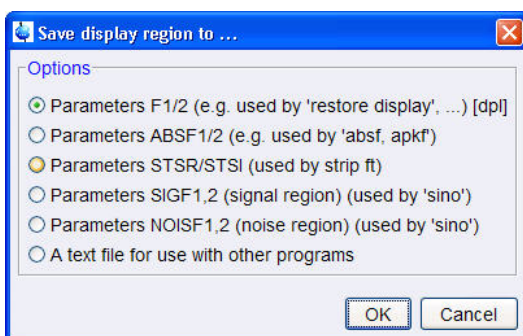 Save display region to ...
Options
Parameters F1/2 (e.g. used by 'restore display', ...) [dpl]
Parameters ABSF1/2 (e.g. used by 'absf, apkf')
Parameters STSR/STSI (used by strip ft)
Parameters SIGF1,2 (signal region) (used by 'sino')
Parameters NOISF1,2 (noise region) (used by 'sino')
A text file for use with other programs
OK Cancel